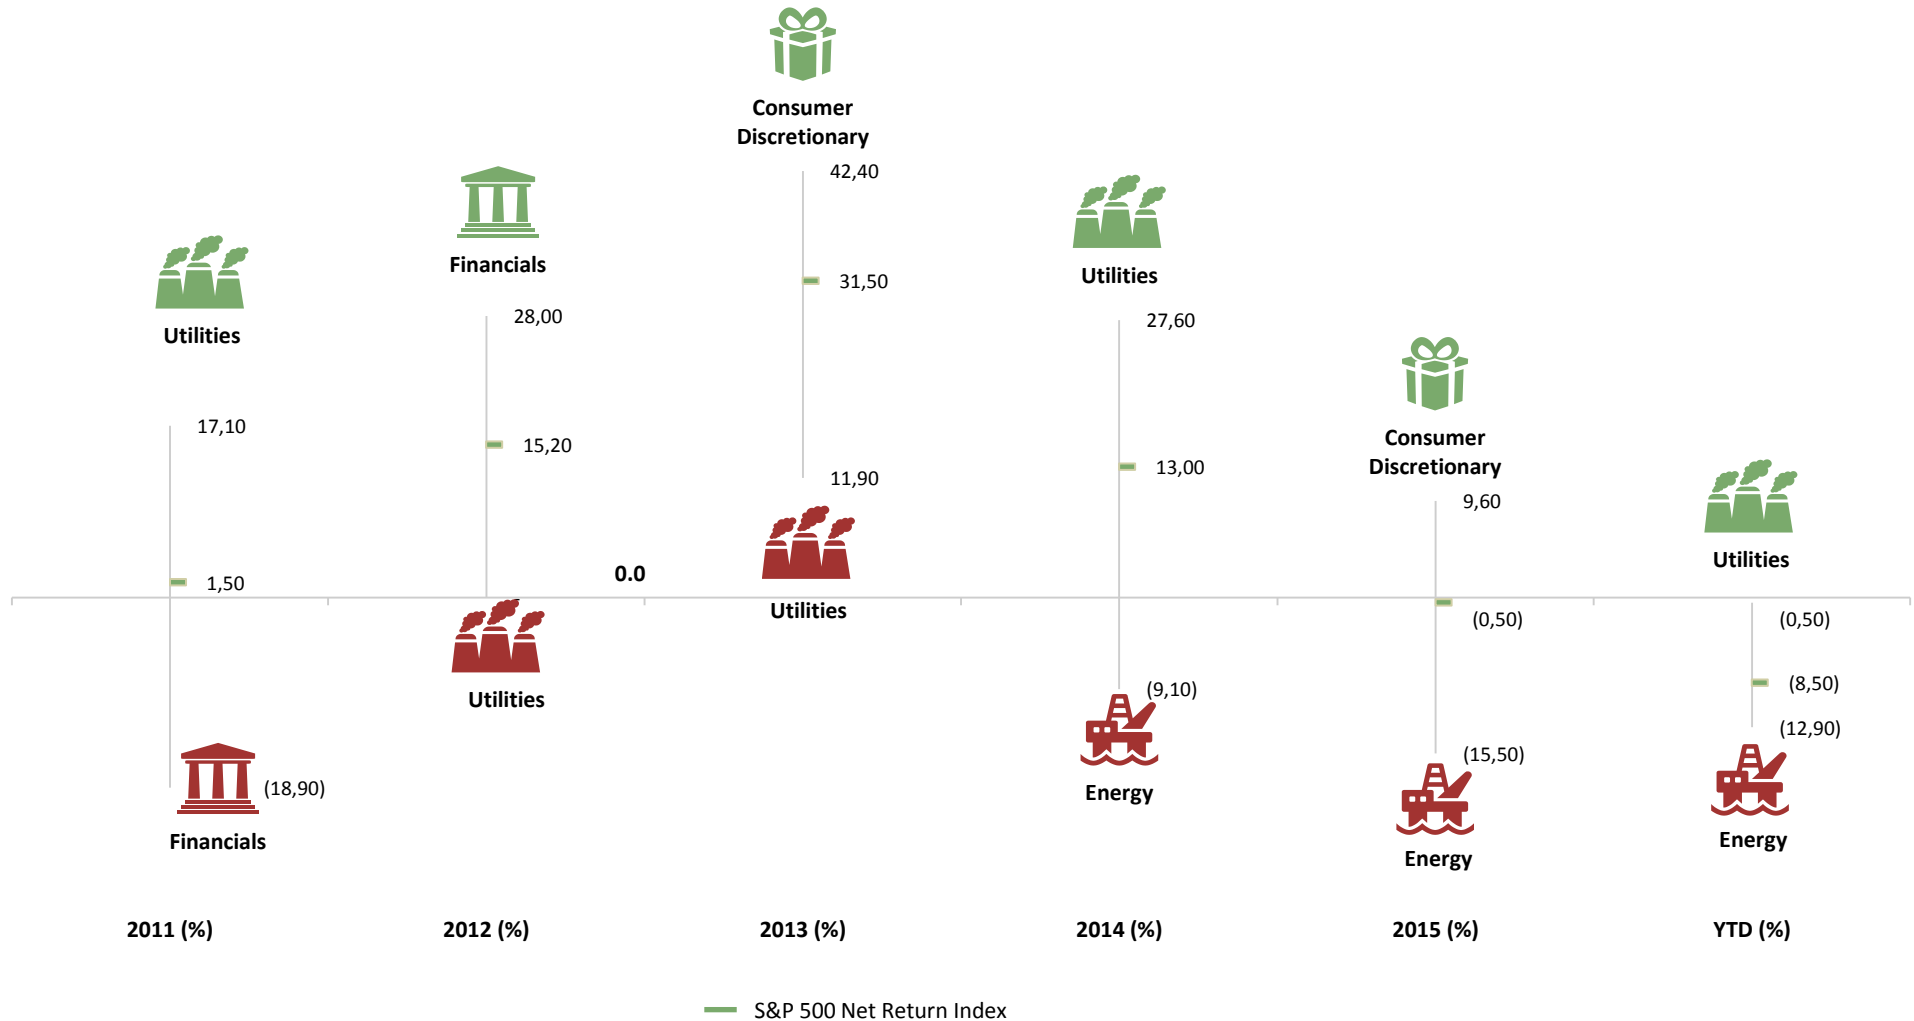 Consumer
Discretionary
42,40
31,50
11,90
Utilities
Utilities
17,10
1,50
(18,90)
Financials
Financials
28,00
15,20
0.0
Utilities
Utilities
27,60
13,00
(9,10)
Energy
Consumer
Discretionary
9,60
(0,50)
(15,50)
Energy
Utilities
(0,50)
(8,50)
(12,90)
Energy
2011 (%)
2012 (%)
2013 (%)
2014 (%)
2015 (%)
YTD (%)
S&P 500 Net Return Index